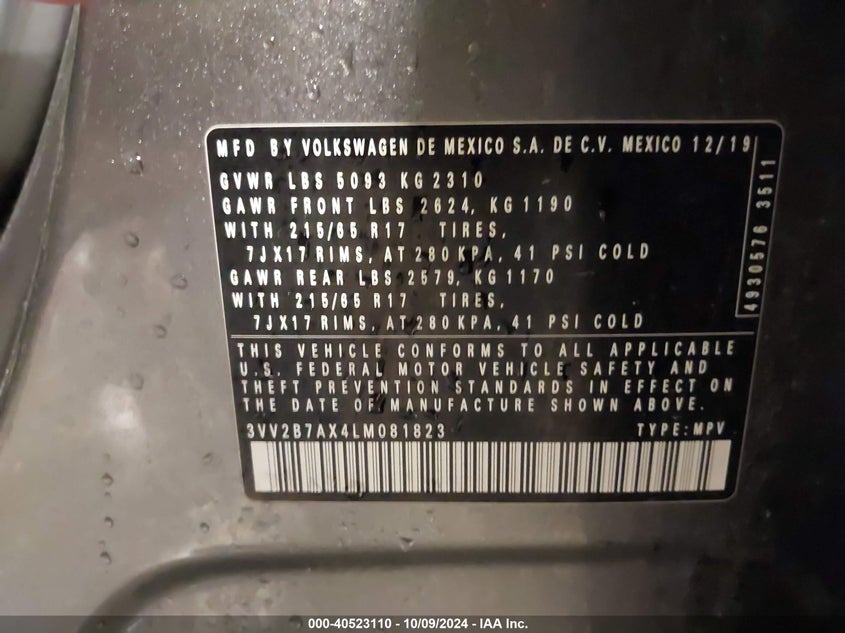 MFD BY VOLKSWAGEN DE MEXICO S.A. DE C.V. MEXICO 12/19
GVWR LBS 5093 KG 2310
GAWR FRONT LBS 2624, KG 1190
WITH 215/65 R17 TIRES,
7JX17 RIMS, AT 280 KPA, 41 PSI COLD
GAWR REAR LBS 2579, KG 1170
WITH 215/65 R17 TIRES,
7JX17 RIMS, AT 280 KPA, 41 PSI COLD
4930576 3511
THIS VEHICLE CONFORMS TO ALL APPLICABLE
U.S. FEDERAL MOTOR VEHICLE SAFETY AND
THEFT PREVENTION STANDARDS IN EFFECT ON
THE DATE OF MANUFACTURE SHOWN ABOVE.
3VV2B7AX4LM081823 TYPE: MPV
000-40523110 - 10/09/2024 - IAA Inc.